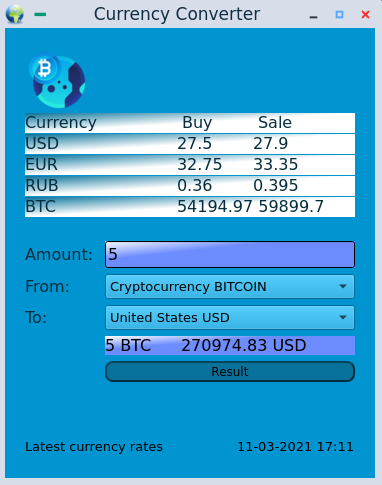 Currency Converter
Currency Buy Sale
USD 27.5 27.9
EUR 32.75 33.35
RUB 0.36 0.395
BTC 54194.97 59899.7
Amount: 5
From: Cryptocurrency BITCOIN
To: United States USD
5 BTC 270974.83 USD
Result
Latest currency rates 11-03-2021 17:11